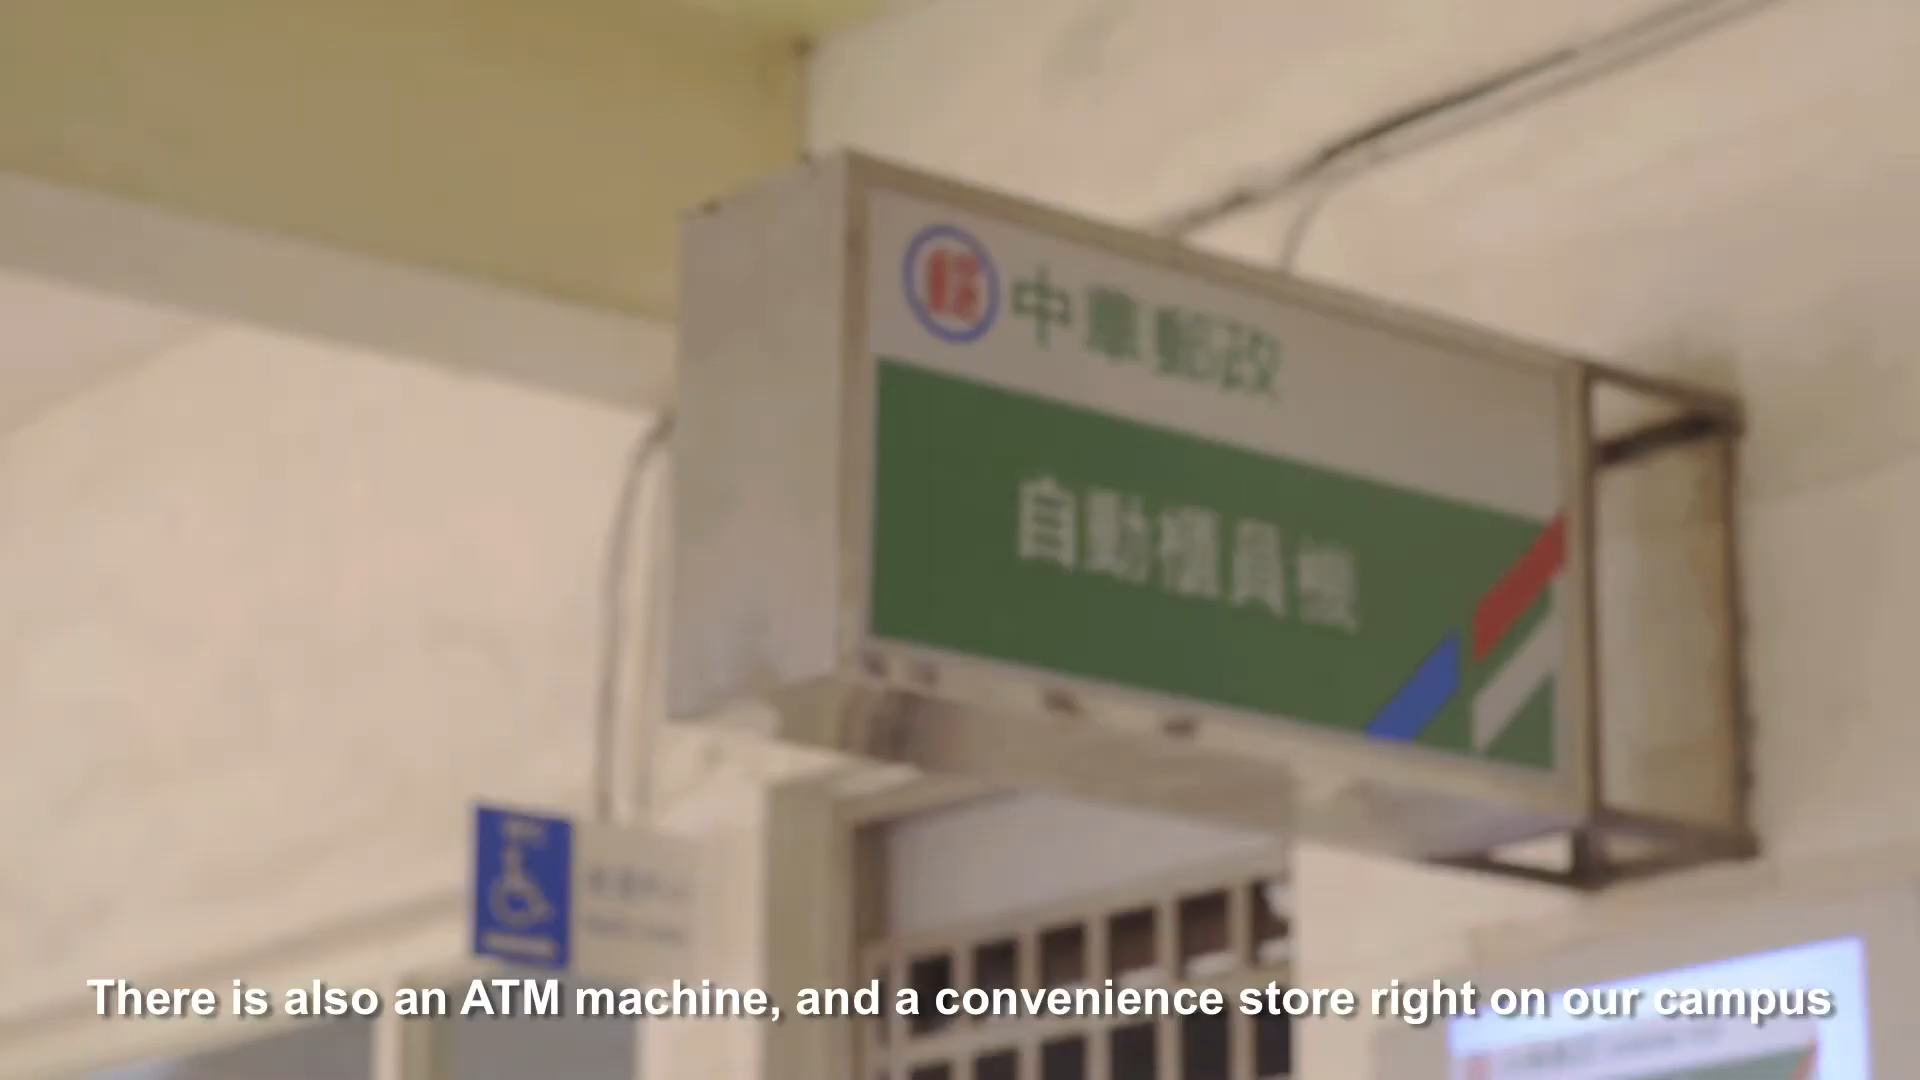 中華郵政
自動櫃員機
There is also an ATM machine, and a convenience store right on our campus